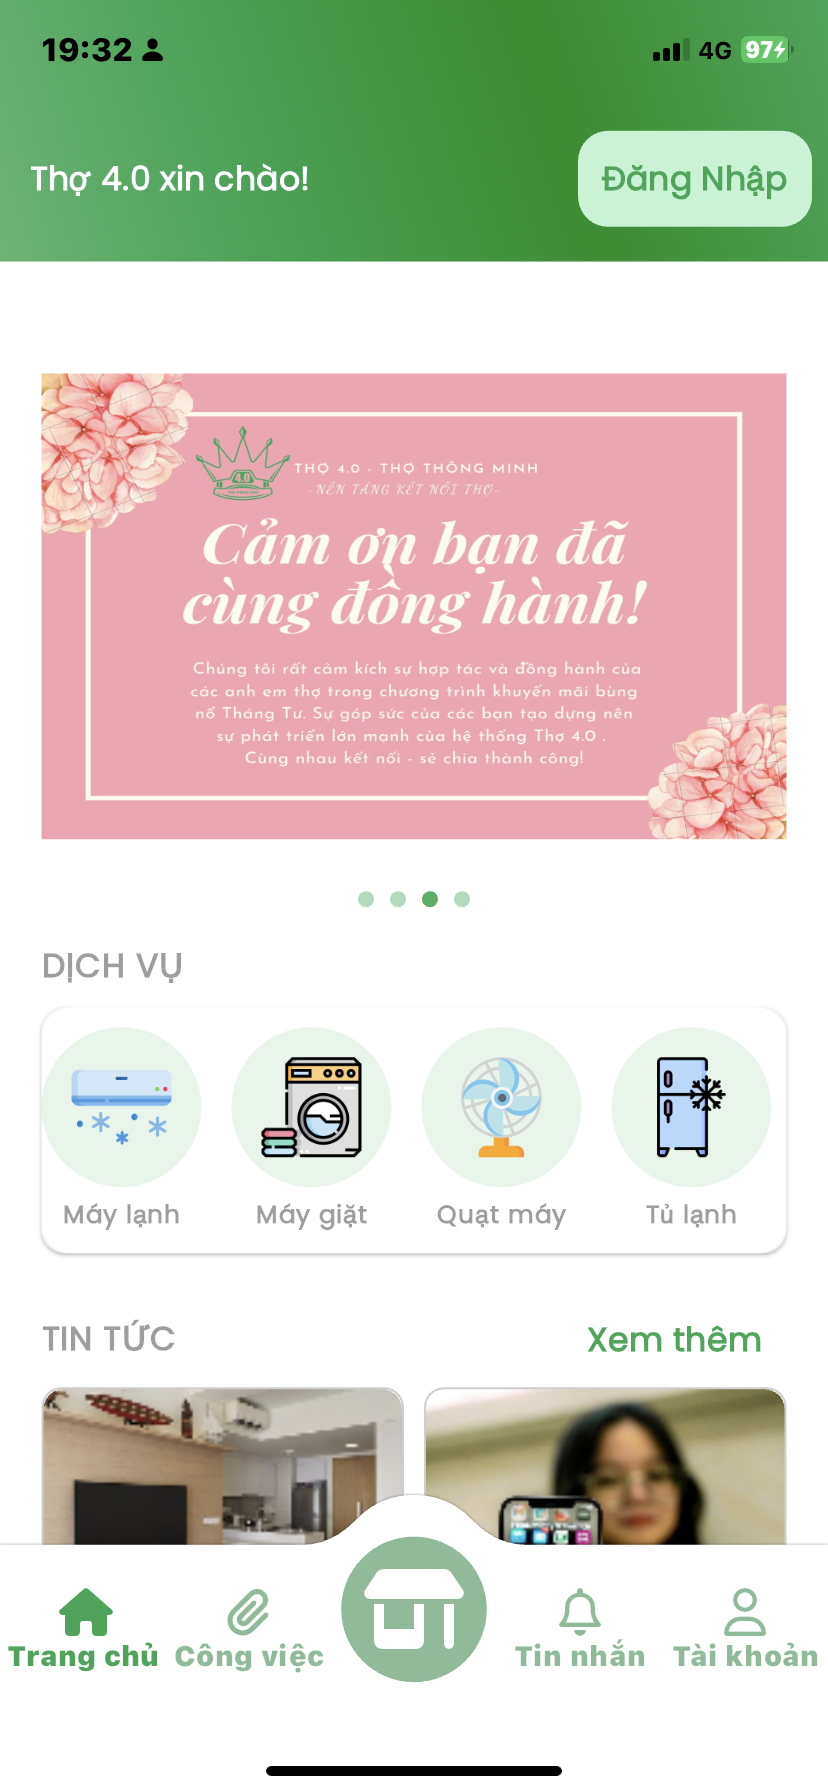 19:32
4G
97
Thợ 4.0 xin chào!
Đăng Nhập
4.0
THỢ 4.0 - THỢ THÔNG MINH
-NỀN TẢNG KẾT NỐI THỢ-
Cảm ơn bạn đã
cùng đồng hành!
Chúng tôi rất cảm kích sự hợp tác và đồng hành của
các anh em thợ trong chương trình khuyến mãi bùng
nổ Tháng Tư. Sự góp sức của các bạn tạo dựng nên
sự phát triển lớn mạnh của hệ thống Thợ 4.0 .
Cùng nhau kết nối - sẻ chia thành công!
DỊCH VỤ
Máy lạnh
Máy giặt
Quạt máy
Tủ lạnh
TIN TỨC
Xem thêm
Trang chủ
Công việc
Tin nhắn
Tài khoản